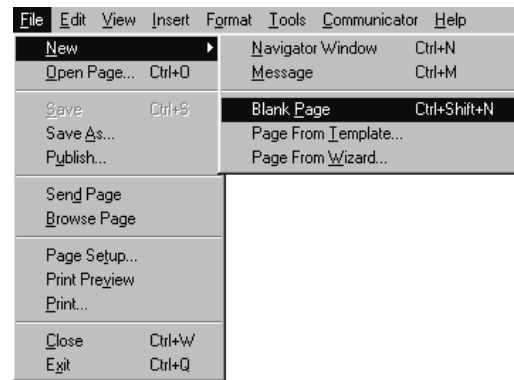 File Edit View Insert Format Tools Communicator Help
New
Open Page... Ctrl+O
Save Ctrl+S
Save As...
Publish...
Send Page
Browse Page
Page Setup...
Print Preview
Print...
Close Ctrl+W
Exit Ctrl+Q
Navigator Window Ctrl+N
Message Ctrl+M
Blank Page Ctrl+Shift+N
Page From Template...
Page From Wizard...